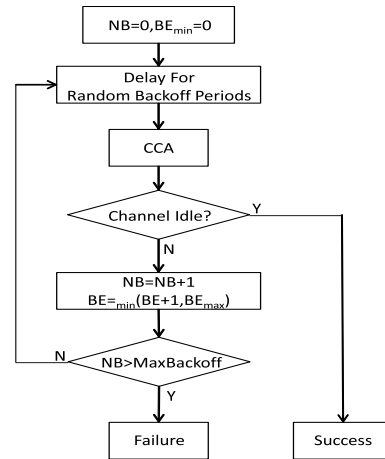 NB=0,BEmin=0
Delay For
Random Backoff Periods
CCA
Channel Idle?
Y
N
NB=NB+1
BE=min(BE+1,BEmax)
N
NB>MaxBackoff
Y
Failure
Success